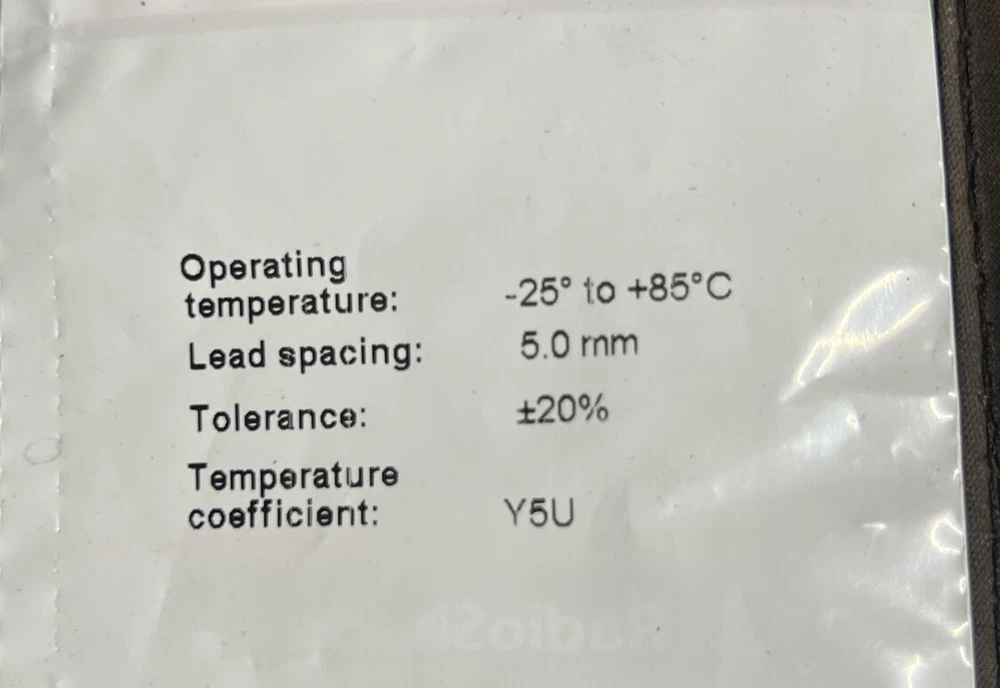 Operating
temperature: -25° to +85°C
Lead spacing: 5.0 mm
Tolerance: ±20%
Temperature
coefficient: Y5U